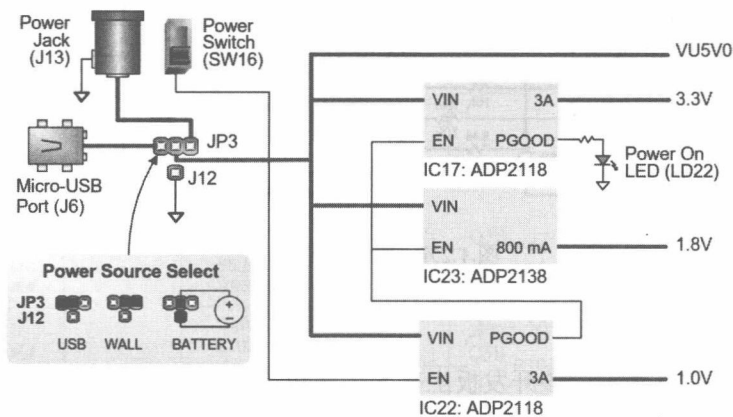 Power
Jack
(J13)
Power
Switch
(SW16)
VU5V0
VIN
3A
3.3V
EN
PGOOD
IC17: ADP2118
Power On
LED (LD22)
JP3
J12
Micro-USB
Port (J6)
VIN
EN
800 mA
1.8V
IC23: ADP2138
Power Source Select
JP3
J12
+
−
USB
WALL
BATTERY
VIN
PGOOD
EN
3A
1.0V
IC22: ADP2118